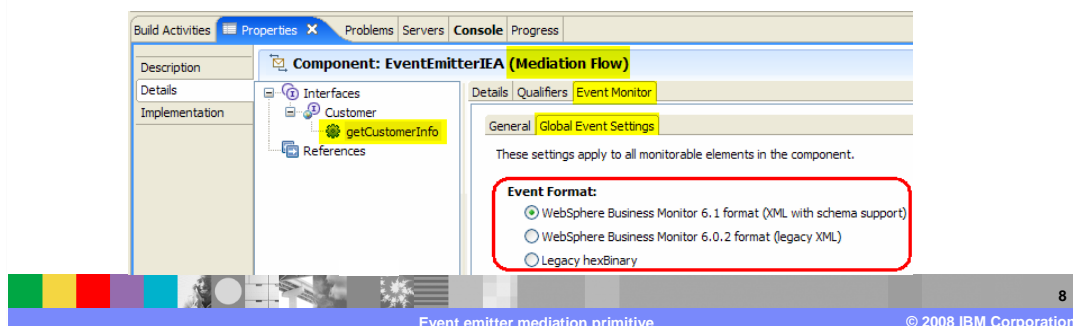 Build Activities Properties Problems Servers Console Progress
Description
Details
Implementation
Component: EventEmitterIEA (Mediation Flow)
Interfaces
Customer
getCustomerInfo
References
Details Qualifiers Event Monitor
General Global Event Settings
These settings apply to all monitorable elements in the component.
Event Format:
WebSphere Business Monitor 6.1 format (XML with schema support)
WebSphere Business Monitor 6.0.2 format (legacy XML)
Legacy hexBinary
8
Event emitter mediation primitive
© 2008 IBM Corporation